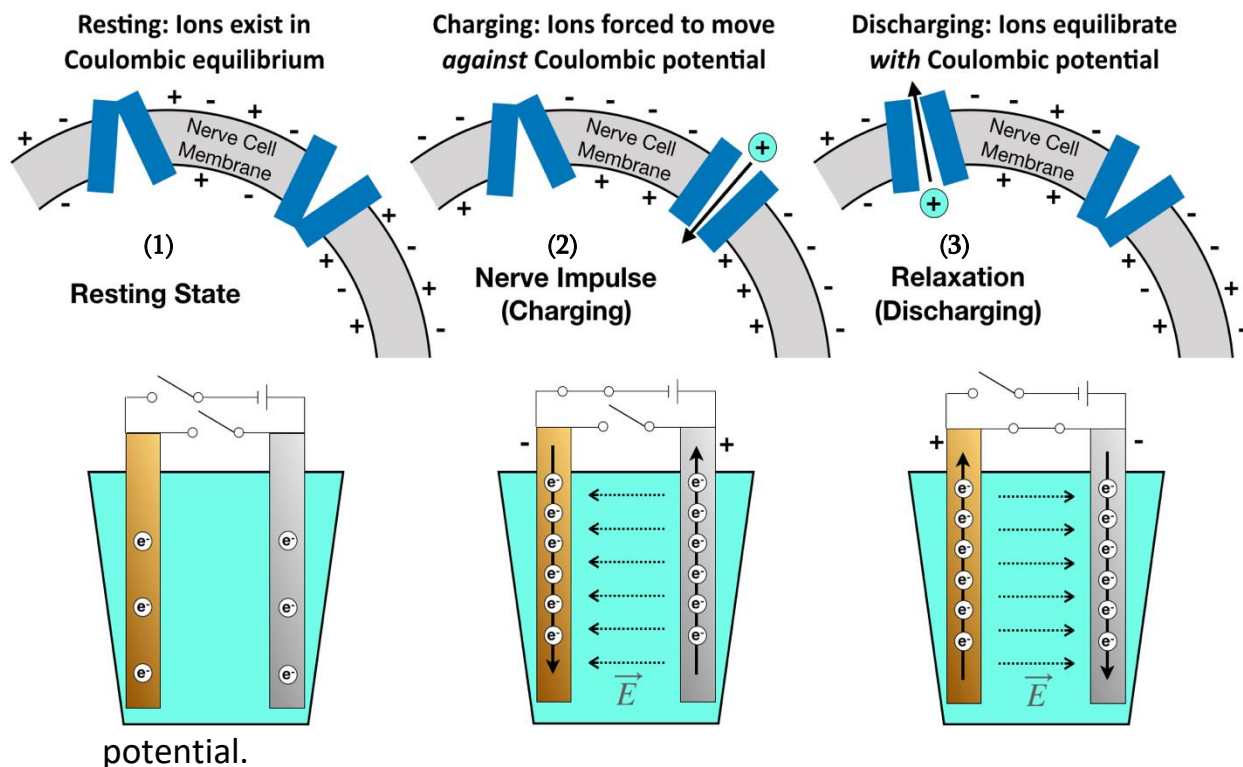 Resting: Ions exist in
Coulombic equilibrium
Charging: Ions forced to move
against Coulombic potential
Discharging: Ions equilibrate
with Coulombic potential
+ - + - + - + -
Nerve Cell
Membrane
- + - + - + - + - + +
(1)
Resting State
- - - - - - - - - -
Nerve Cell
Membrane
+
+ + + + + + +
(2)
Nerve Impulse
(Charging)
- + - + - + - + -
Nerve Cell
Membrane
+
- + + - + - + +
(3)
Relaxation
(Discharging)
e-
e-
e-
e-
e-
e-
- +
e-
e-
e-
e-
e-
e-
e-
e-
e-
e-
e-
e-
E
+ -
e-
e-
e-
e-
e-
e-
e-
e-
e-
e-
e-
e-
E
potential.